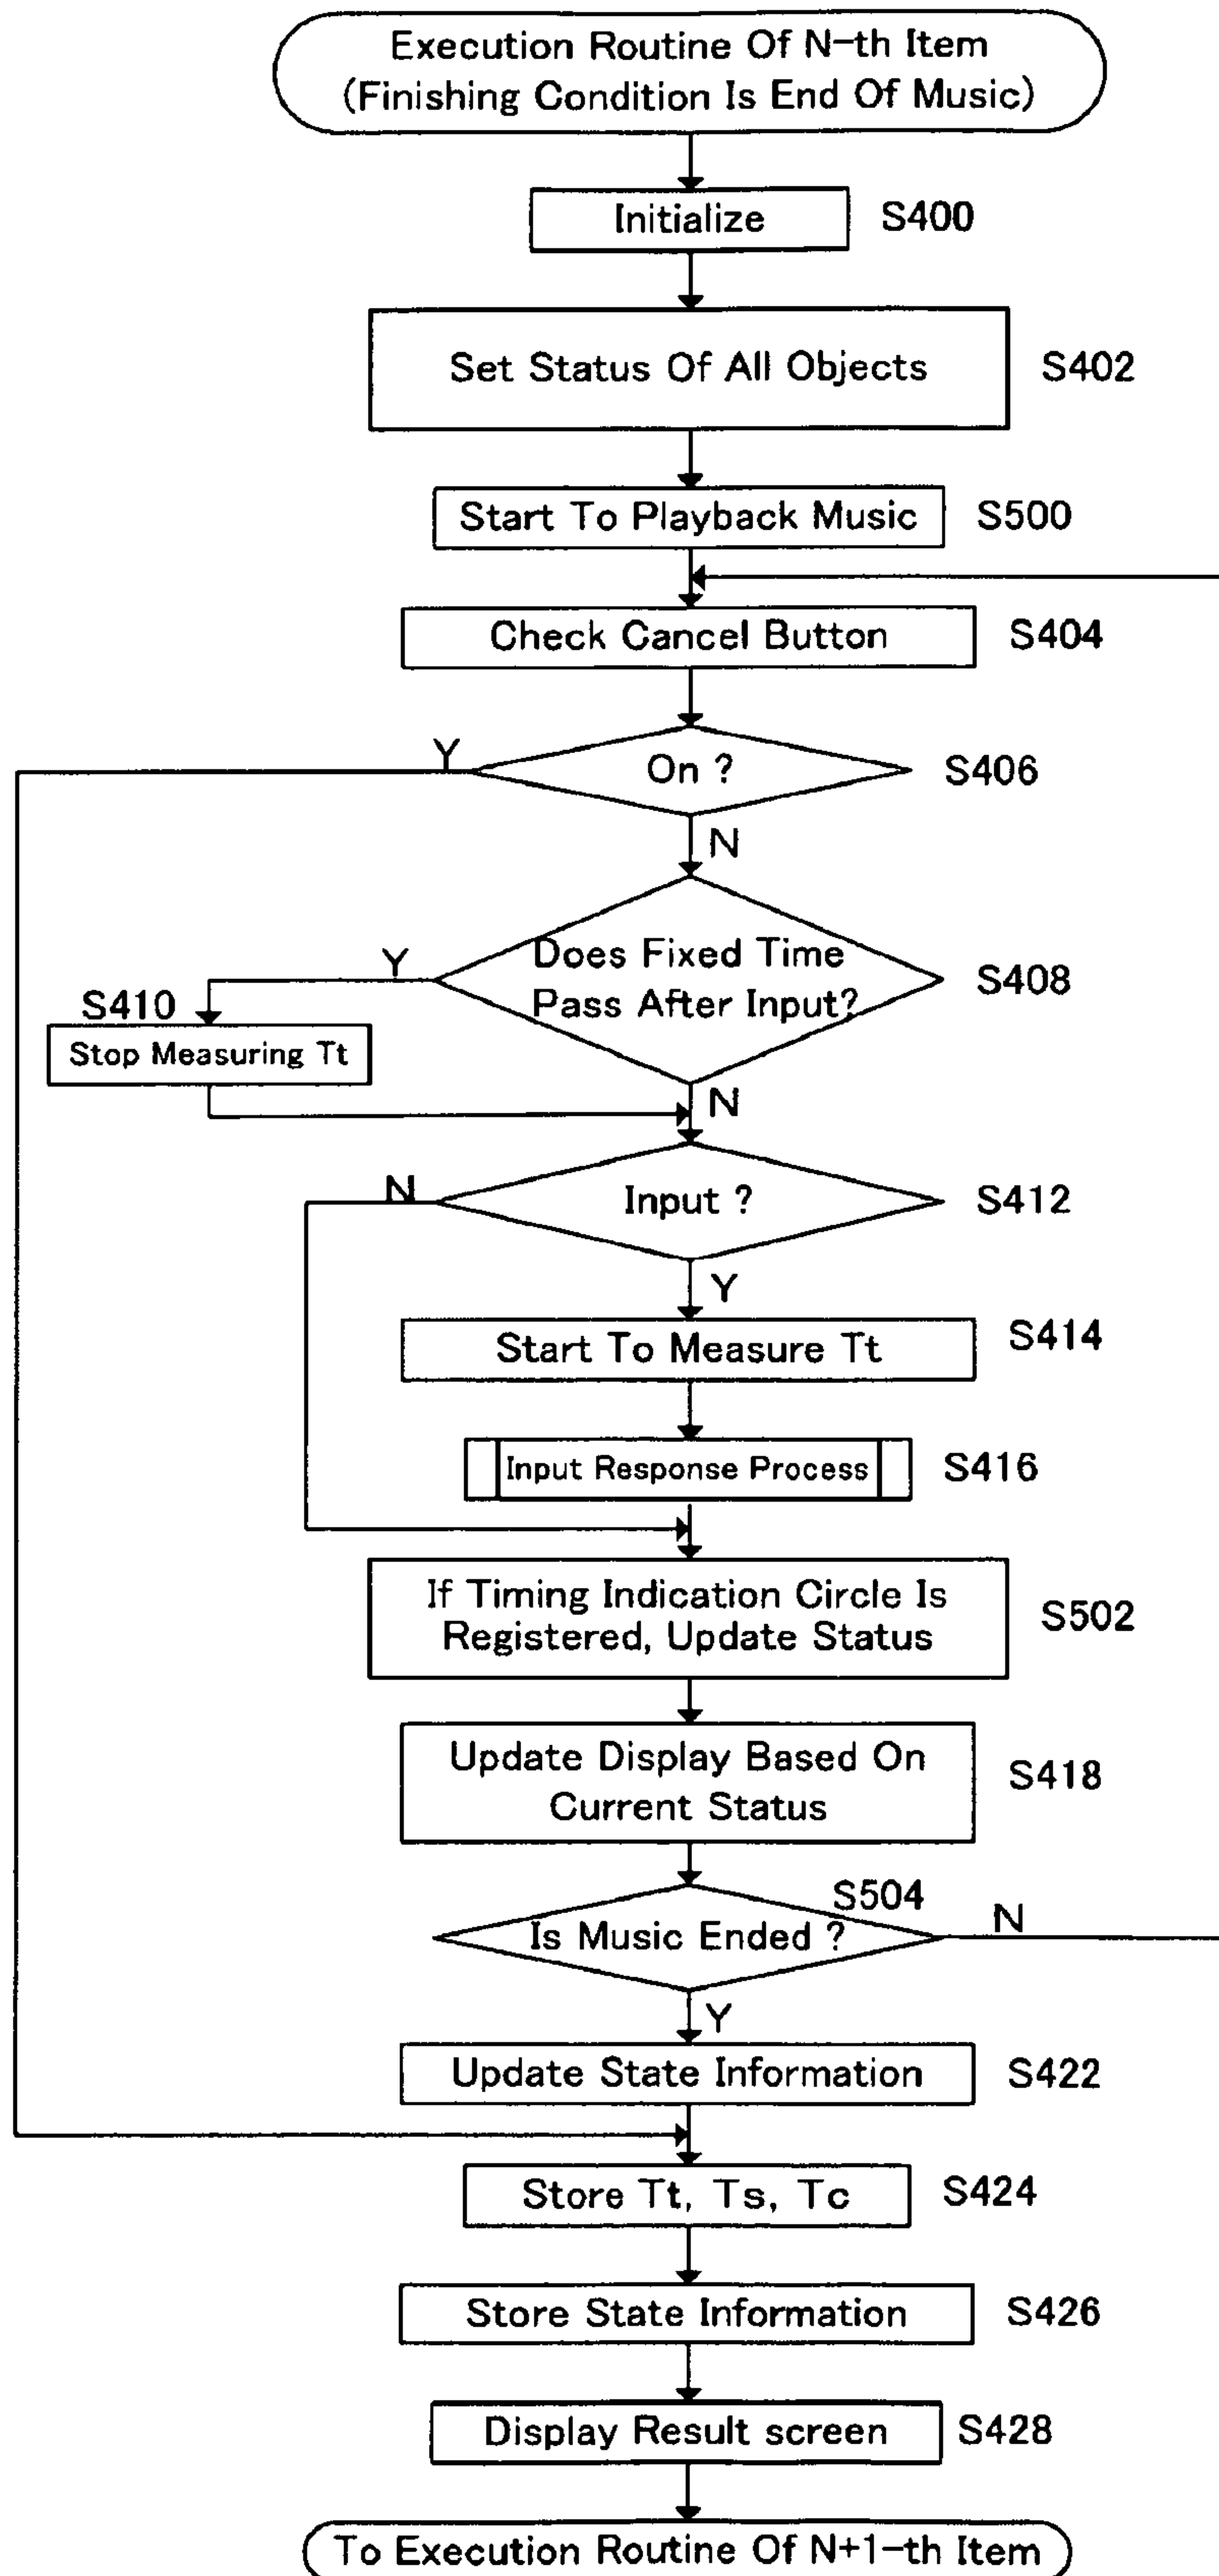 Execution Routine Of N-th Item
(Finishing Condition Is End Of Music)
Initialize
S400
Set Status Of All Objects
S402
Start To Playback Music
S500
Check Cancel Button
S404
Y
On ?
S406
N
Y
Does Fixed Time
Pass After Input?
S408
S410
Stop Measuring Tt
N
N
Input ?
S412
Y
Start To Measure Tt
S414
Input Response Process
S416
If Timing Indication Circle Is
Registered, Update Status
S502
Update Display Based On
Current Status
S418
S504
Is Music Ended ?
N
Y
Update State Information
S422
Store Tt, Ts, Tc
S424
Store State Information
S426
Display Result screen
S428
To Execution Routine Of N+1-th Item